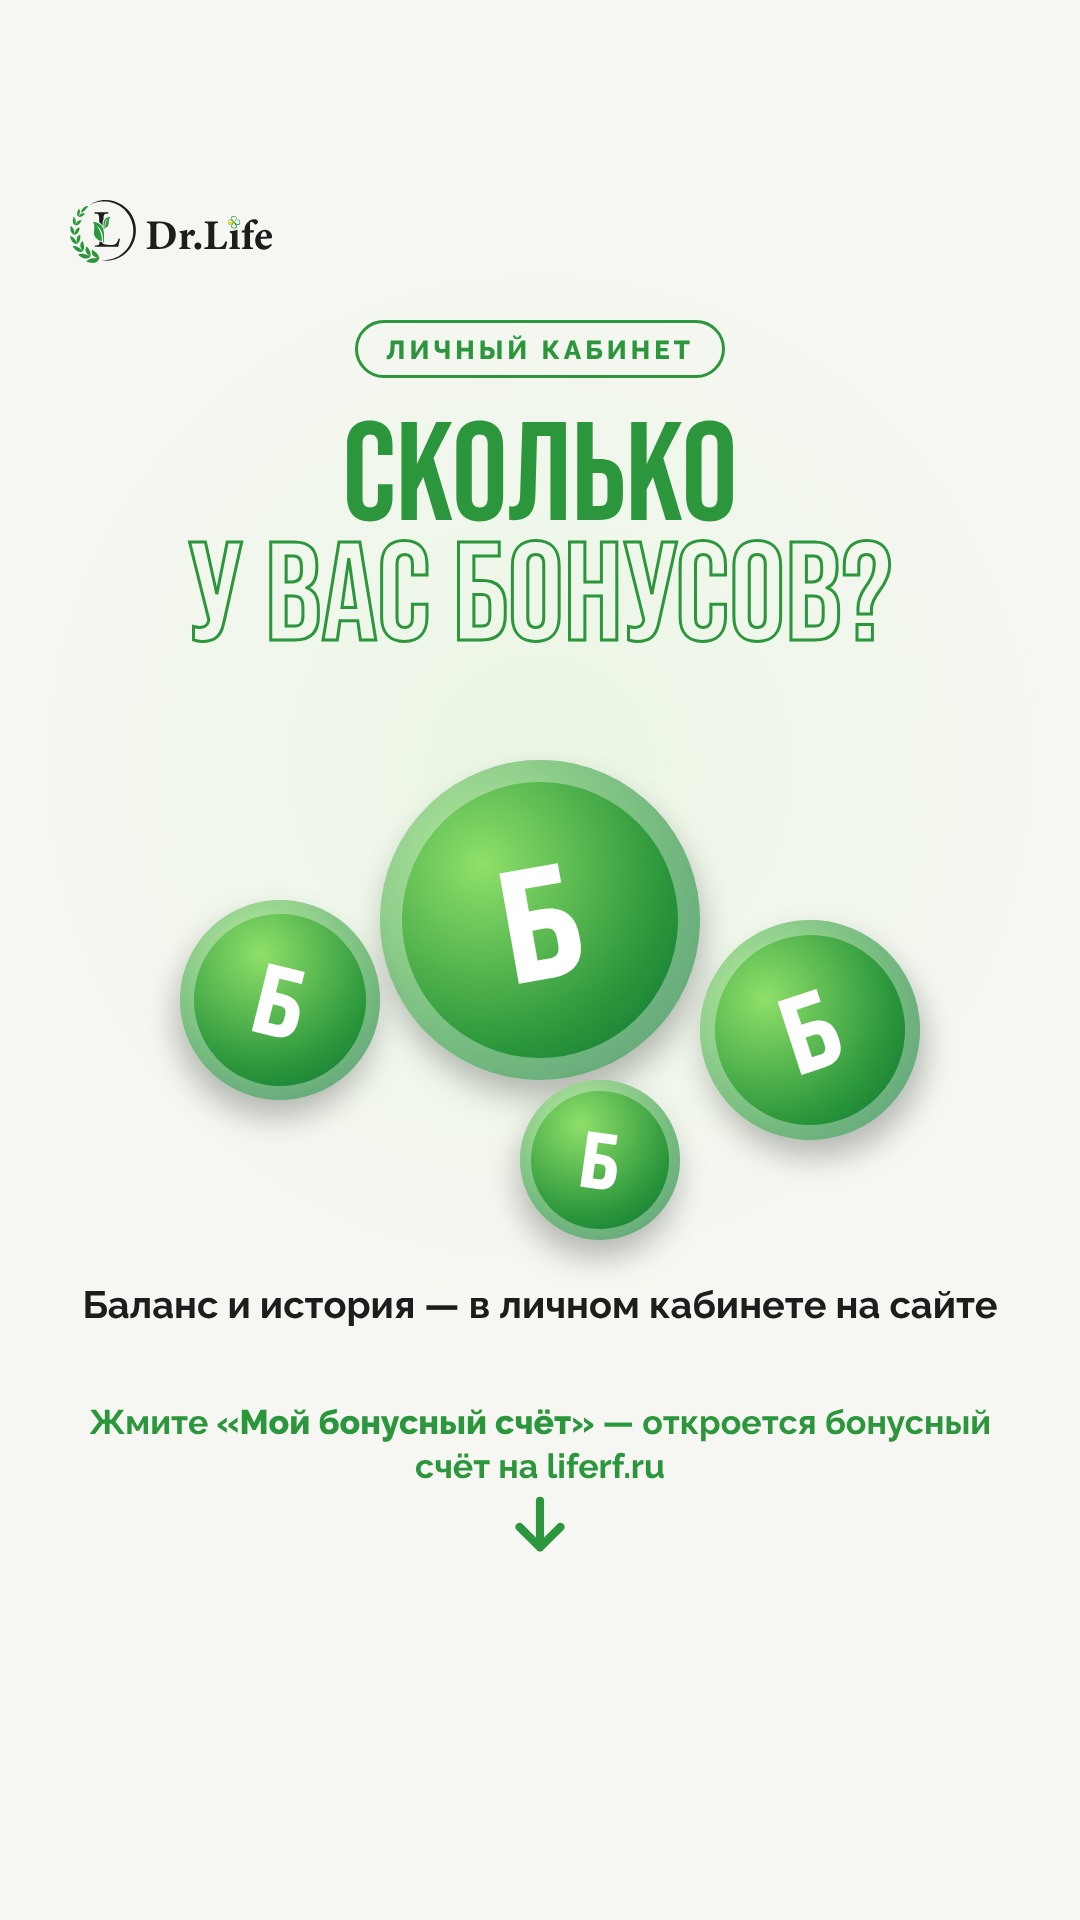 Dr.Life
ЛИЧНЫЙ КАБИНЕТ
СКОЛЬКО
У ВАС БОНУСОВ?
Б
Б
Б
Б
Баланс и история — в личном кабинете на сайте
Жмите «Мой бонусный счёт» — откроется бонусный
счёт на liferf.ru